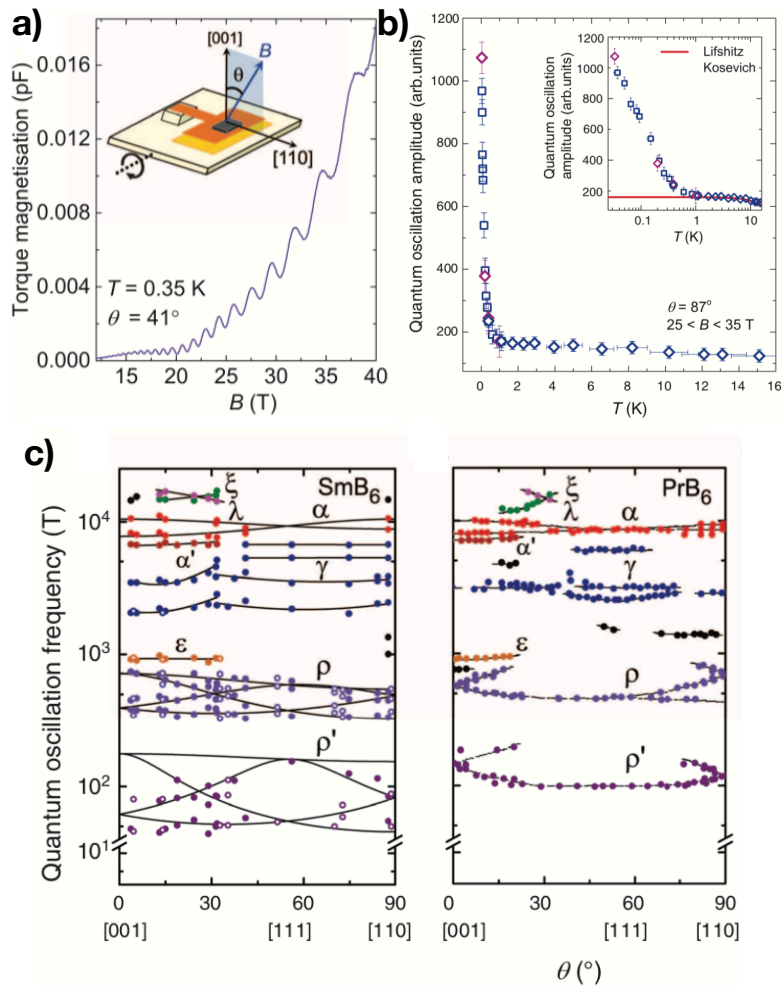 a)
[001]
B
θ
[110]
Torque magnetisation (pF)
0.016
0.012
0.008
0.004
0.000
T = 0.35 K
θ = 41°
15 20 25 30 35 40
B (T)
b)
Quantum oscillation amplitude (arb.units)
1200
1000
800
600
400
200
0 2 4 6 8 10 12 14 16
T (K)
θ = 87°
25 < B < 35 T
Quantum oscillation
amplitude (arb.units)
1200
1000
800
600
400
200
0.1 1 10
T (K)
Lifshitz
Kosevich
c)
Quantum oscillation frequency (T)
10⁴
10³
10²
10¹
SmB₆
ξ
λ
α
α'
γ
ε
ρ
ρ'
0 30 60 90
[001] [111] [110]
PrB₆
ξ
λ
α
α'
γ
ε
ρ
ρ'
0 30 60 90
[001] [111] [110]
θ (°)